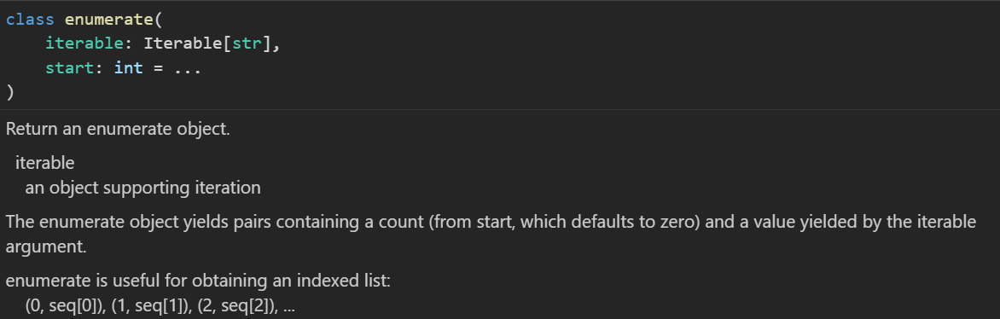 class enumerate(
    iterable: Iterable[str],
    start: int = ...
)
Return an enumerate object.
iterable
an object supporting iteration
The enumerate object yields pairs containing a count (from start, which defaults to zero) and a value yielded by the iterable
argument.
enumerate is useful for obtaining an indexed list:
(0, seq[0]), (1, seq[1]), (2, seq[2]), ...